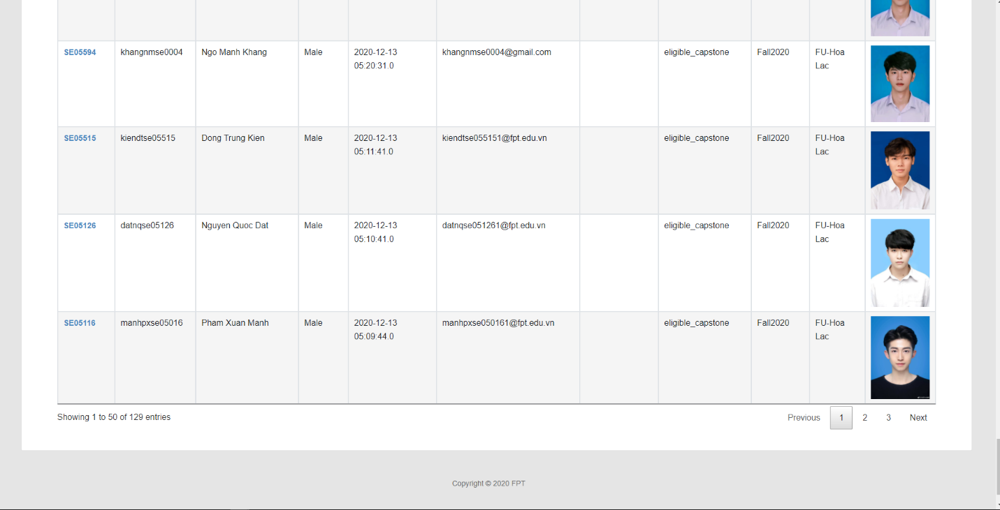 SE05594 khangnmse0004 Ngo Manh Khang Male 2020-12-13 khangnmse0004@gmail.com eligible_capstone Fall2020 FU-Hoa
05:20:31.0 Lac
SE05515 kiendtse05515 Dong Trung Kien Male 2020-12-13 kiendtse055151@fpt.edu.vn eligible_capstone Fall2020 FU-Hoa
05:11:41.0 Lac
SE05126 datnqse05126 Nguyen Quoc Dat Male 2020-12-13 datnqse051261@fpt.edu.vn eligible_capstone Fall2020 FU-Hoa
05:10:41.0 Lac
SE05116 manhpxse05016 Pham Xuan Manh Male 2020-12-13 manhpxse050161@fpt.edu.vn eligible_capstone Fall2020 FU-Hoa
05:09:44.0 Lac
Showing 1 to 50 of 129 entries Previous 1 2 3 Next
Copyright © 2020 FPT